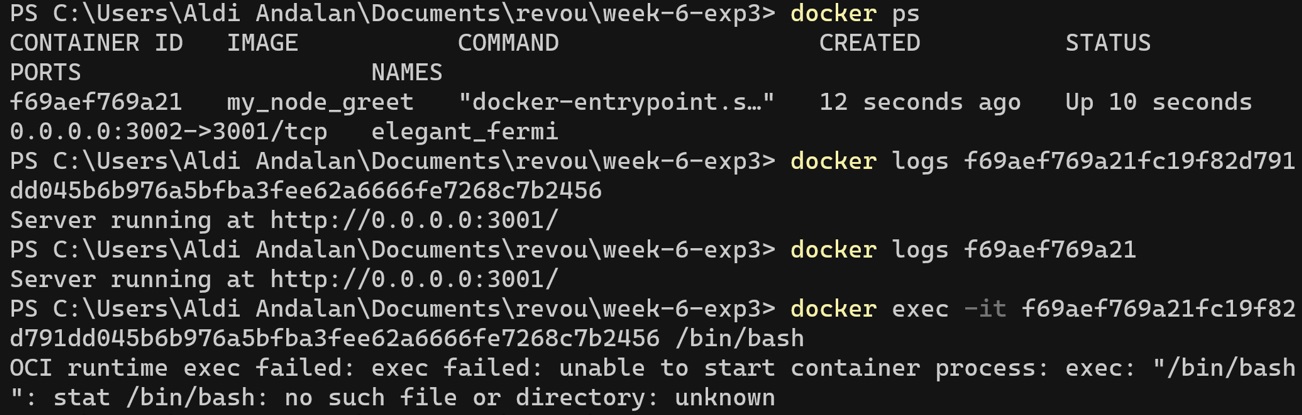 PS C:\Users\Aldi Andalan\Documents\revou\week-6-exp3> docker ps
CONTAINER ID   IMAGE           COMMAND                  CREATED          STATUS
PORTS                    NAMES
f69aef769a21   my_node_greet   "docker-entrypoint.s…"   12 seconds ago   Up 10 seconds
0.0.0.0:3002->3001/tcp   elegant_fermi
PS C:\Users\Aldi Andalan\Documents\revou\week-6-exp3> docker logs f69aef769a21fc19f82d791
dd045b6b976a5bfba3fee62a6666fe7268c7b2456
Server running at http://0.0.0.0:3001/
PS C:\Users\Aldi Andalan\Documents\revou\week-6-exp3> docker logs f69aef769a21
Server running at http://0.0.0.0:3001/
PS C:\Users\Aldi Andalan\Documents\revou\week-6-exp3> docker exec -it f69aef769a21fc19f82
d791dd045b6b976a5bfba3fee62a6666fe7268c7b2456 /bin/bash
OCI runtime exec failed: exec failed: unable to start container process: exec: "/bin/bash
": stat /bin/bash: no such file or directory: unknown